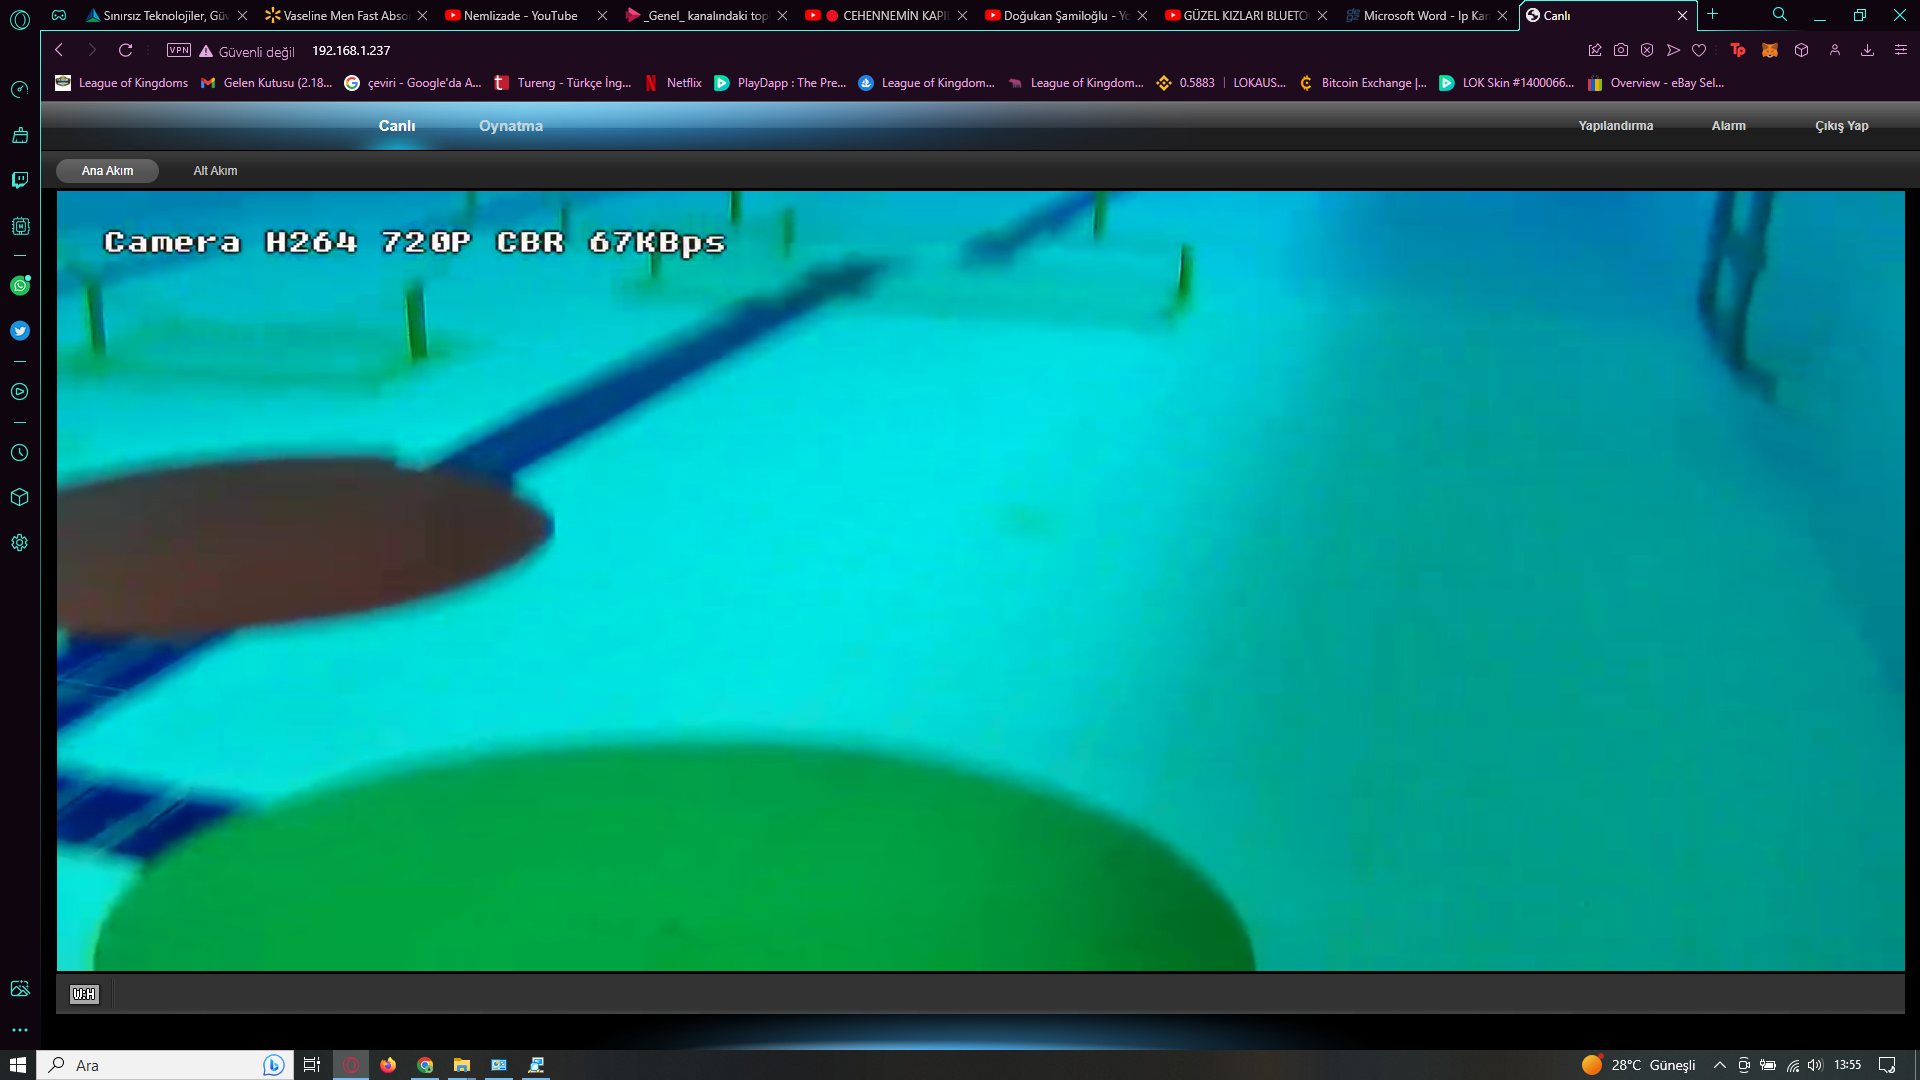 Sınırsız Teknolojiler, Gü
Vaseline Men Fast Abso
Nemlizade - YouTube
_Genel_ kanalındaki top
CEHENNEMİN KAPI
Doğukan Şamiloğlu - Yo
GÜZEL KIZLARI BLUETO
Microsoft Word - Ip Kan
Canlı
VPN
Güvenli değil
192.168.1.237
Tp
League of Kingdoms
Gelen Kutusu (2.18...
çeviri - Google'da A...
Tureng - Türkçe İng...
Netflix
PlayDapp : The Pre...
League of Kingdom...
League of Kingdom...
0.5883 | LOKAUS...
Bitcoin Exchange |...
LOK Skin #1400066...
Overview - eBay Sel...
Canlı
Oynatma
Yapılandırma
Alarm
Çıkış Yap
Ana Akım
Alt Akım
Camera H264 720P CBR 67KBps
W:H
Ara
28°C Güneşli
13:55